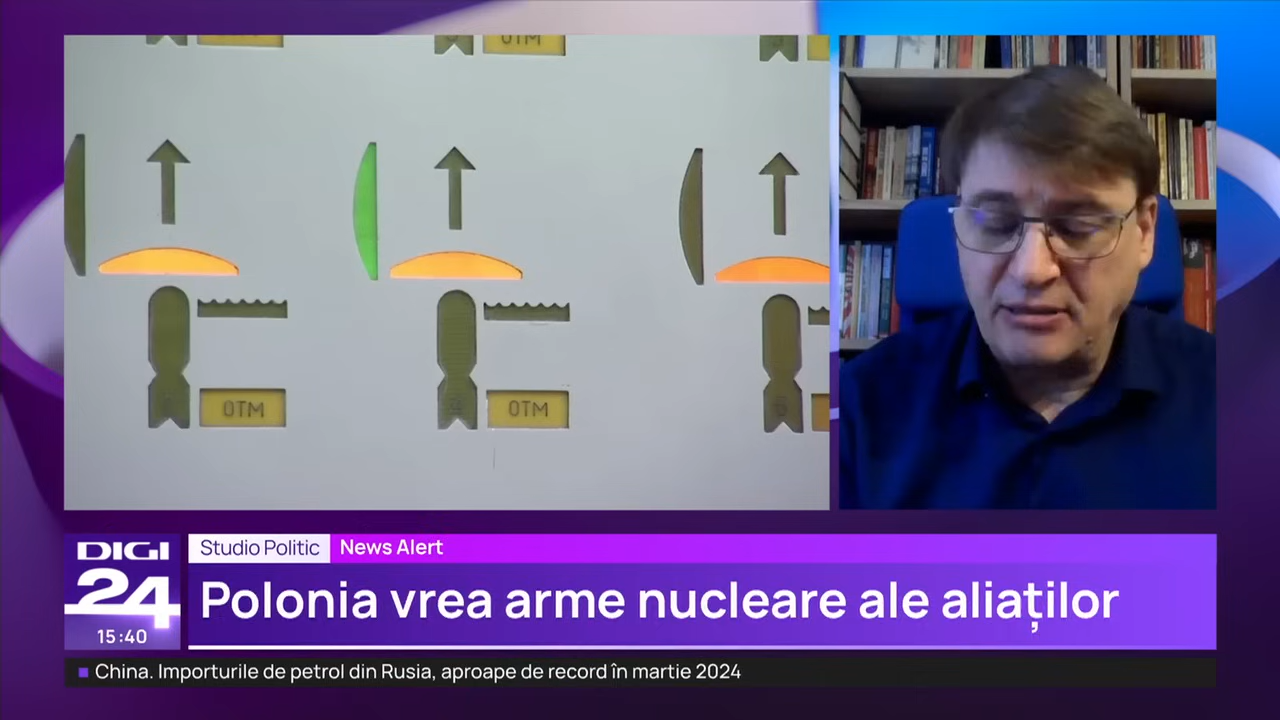 OTM
OTM
OTM
DIGI
24
15:40
Studio Politic
News Alert
Polonia vrea arme nucleare ale aliaților
China. Importurile de petrol din Rusia, aproape de record în martie 2024